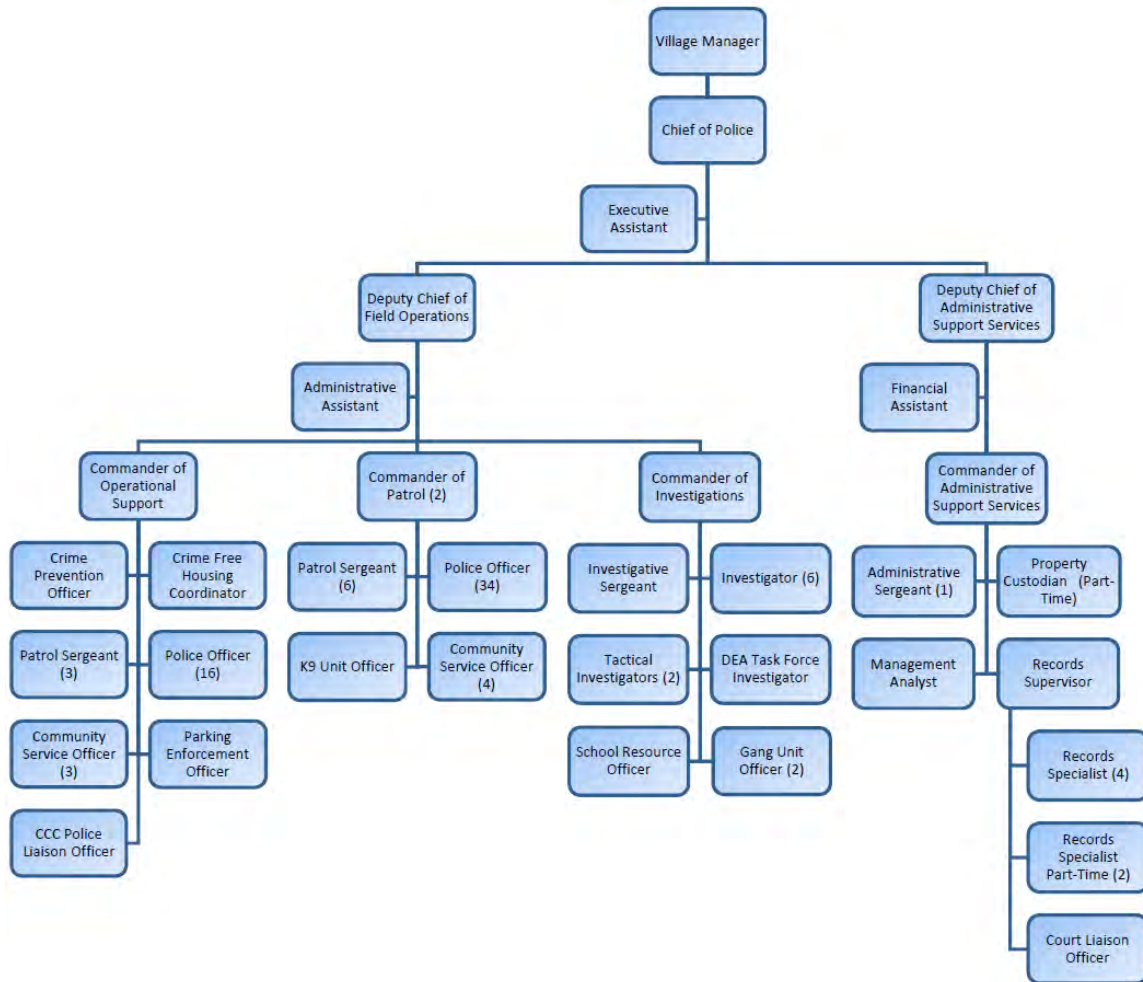 Village Manager
Chief of Police
Executive
Assistant
Deputy Chief of
Field Operations
Deputy Chief of
Administrative
Support Services
Administrative
Assistant
Financial
Assistant
Commander of
Operational
Support
Commander of
Patrol (2)
Commander of
Investigations
Commander of
Administrative
Support Services
Crime
Prevention
Officer
Crime Free
Housing
Coordinator
Patrol Sergeant
(3)
Police Officer
(16)
Community
Service Officer
(3)
Parking
Enforcement
Officer
CCC Police
Liaison Officer
Patrol Sergeant
(6)
Police Officer
(34)
K9 Unit Officer
Community
Service Officer
(4)
Investigative
Sergeant
Investigator (6)
Tactical
Investigators (2)
DEA Task Force
Investigator
School Resource
Officer
Gang Unit
Officer (2)
Administrative
Sergeant (1)
Property
Custodian (Part-
Time)
Management
Analyst
Records
Supervisor
Records
Specialist (4)
Records
Specialist
Part-Time (2)
Court Liaison
Officer